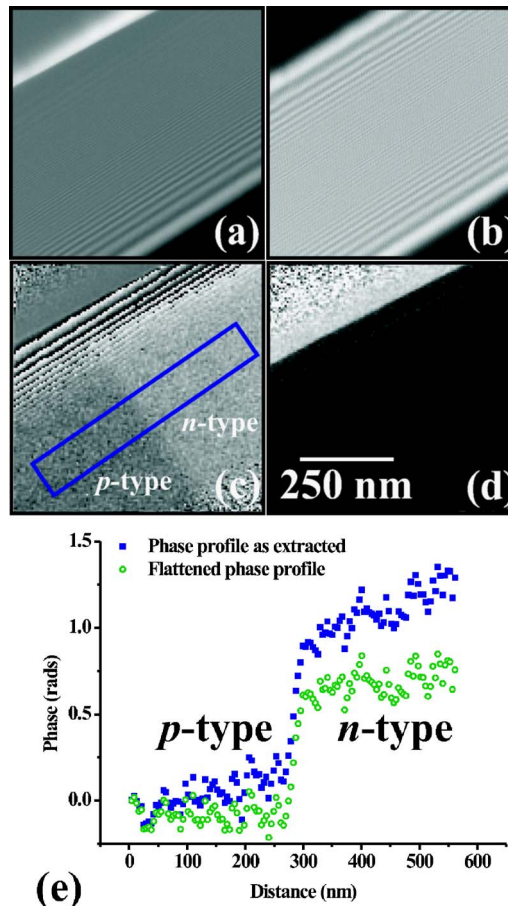 (a)
(b)
n-type
p-type
(c)
250 nm
(d)
Phase profile as extracted
Flattened phase profile
1.5
1.0
0.5
0.0
Phase (rads)
p-type
n-type
0
100
200
300
400
500
600
Distance (nm)
(e)